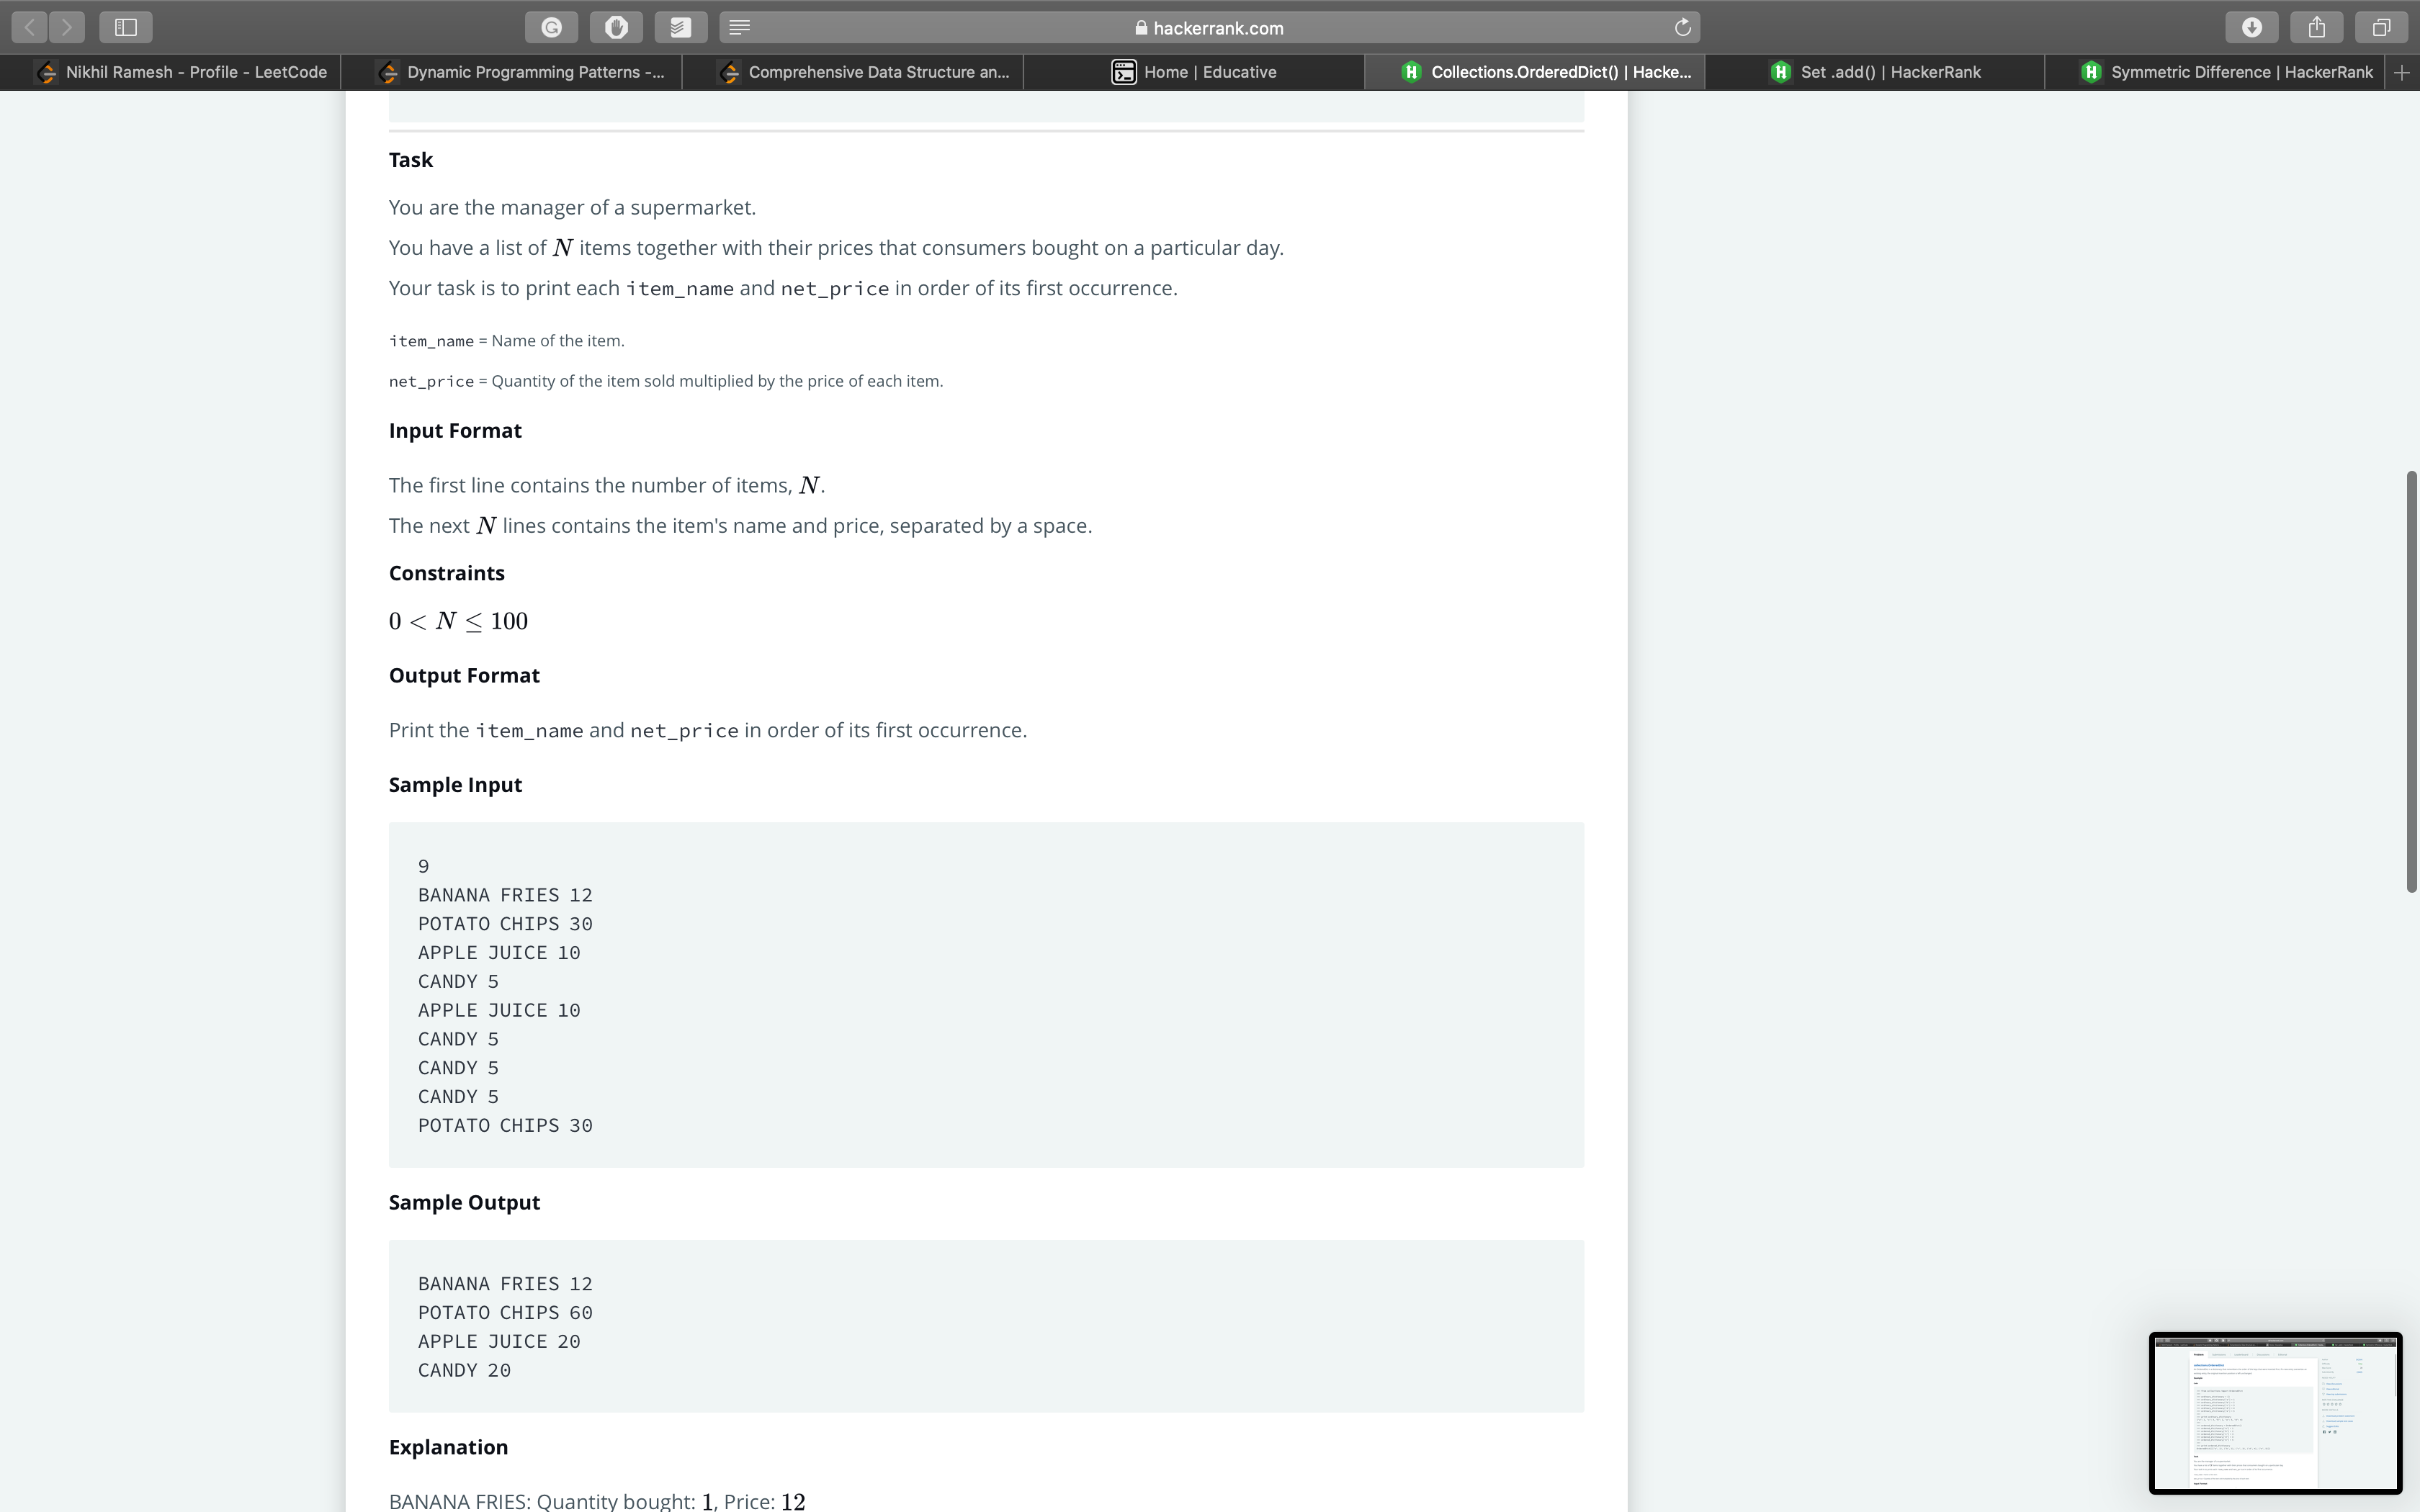 hackerrank.com
Nikhil Ramesh - Profile - LeetCode
Dynamic Programming Patterns -...
Comprehensive Data Structure an...
Home | Educative
Collections.OrderedDict() | Hacke...
Set .add() | HackerRank
Symmetric Difference | HackerRank
Task
You are the manager of a supermarket.
You have a list of N items together with their prices that consumers bought on a particular day.
Your task is to print each item_name and net_price in order of its first occurrence.
item_name = Name of the item.
net_price = Quantity of the item sold multiplied by the price of each item.
Input Format
The first line contains the number of items, N.
The next N lines contains the item's name and price, separated by a space.
Constraints
0 < N ≤ 100
Output Format
Print the item_name and net_price in order of its first occurrence.
Sample Input
9
BANANA FRIES 12
POTATO CHIPS 30
APPLE JUICE 10
CANDY 5
APPLE JUICE 10
CANDY 5
CANDY 5
CANDY 5
POTATO CHIPS 30
Sample Output
BANANA FRIES 12
POTATO CHIPS 60
APPLE JUICE 20
CANDY 20
Explanation
BANANA FRIES: Quantity bought: 1, Price: 12